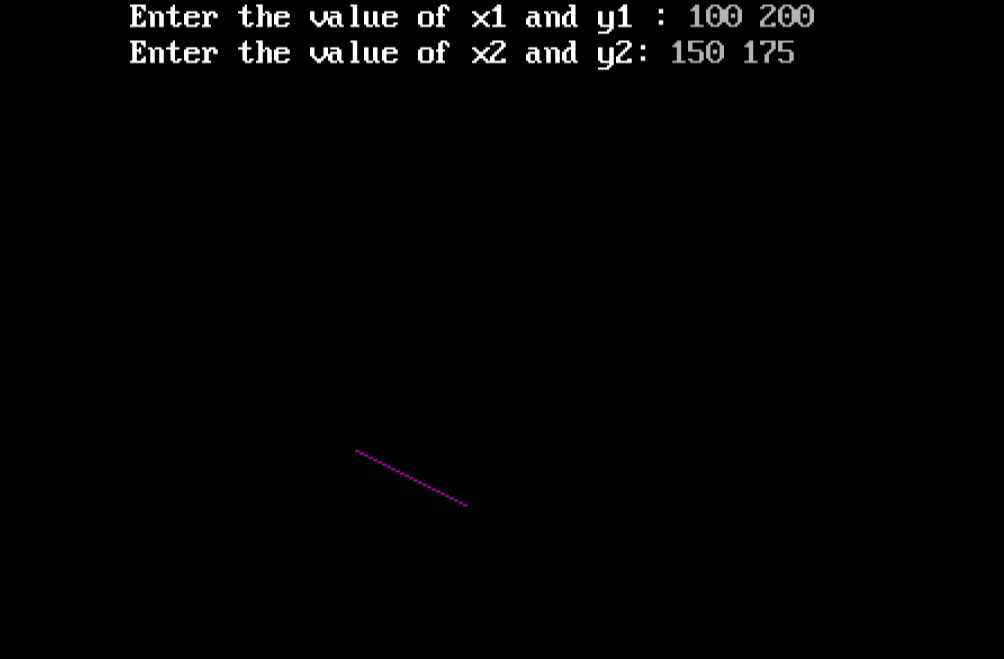 Enter the value of x1 and y1 : 100 200
Enter the value of x2 and y2: 150 175